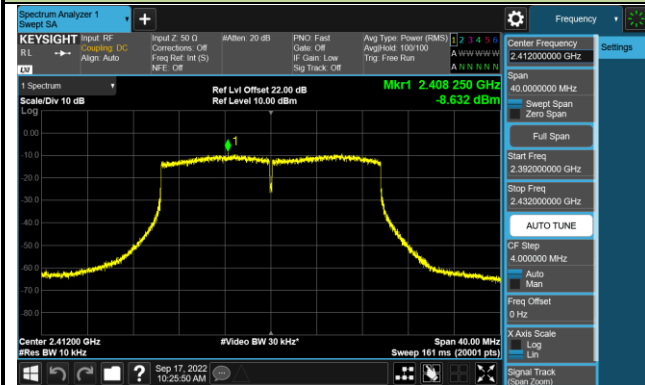 Spectrum Analyzer 1
Swept SA
+
Frequency
KEYSIGHT
RL
LM
Input: RF
Coupling: DC
Align: Auto
Input Z: 50 Ω
Corrections: Off
Freq Ref: Int (S)
NFE: Off
#Atten: 20 dB
PNO: Fast
Gate: Off
IF Gain: Low
Sig Track: Off
Avg Type: Power (RMS)
Avg|Hold: 100/100
Trig: Free Run
1 2 3 4 5 6
A W W W W W
A N N N N N
1 Spectrum
Scale/Div 10 dB
Log
Ref Lvl Offset 22.00 dB
Ref Level 10.00 dBm
Mkr1 2.408 250 GHz
-8.632 dBm
1
0.00
-10.0
-20.0
-30.0
-40.0
-50.0
-60.0
-70.0
-80.0
Center 2.41200 GHz
#Res BW 10 kHz
#Video BW 30 kHz*
Span 40.00 MHz
Sweep 161 ms (20001 pts)
Sep 17, 2022
10:25:50 AM
?
Settings
Center Frequency
2.412000000 GHz
Span
40.0000000 MHz
Swept Span
Zero Span
Full Span
Start Freq
2.392000000 GHz
Stop Freq
2.432000000 GHz
AUTO TUNE
CF Step
4.000000 MHz
Auto
Man
Freq Offset
0 Hz
X Axis Scale
Log
Lin
Signal Track
(Span Zoom)